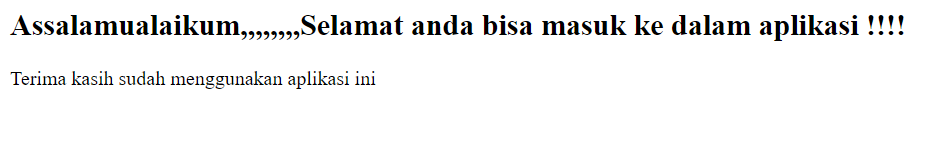 Assalamualaikum,,,,,,,,Selamat anda bisa masuk ke dalam aplikasi !!!!
Terima kasih sudah menggunakan aplikasi ini